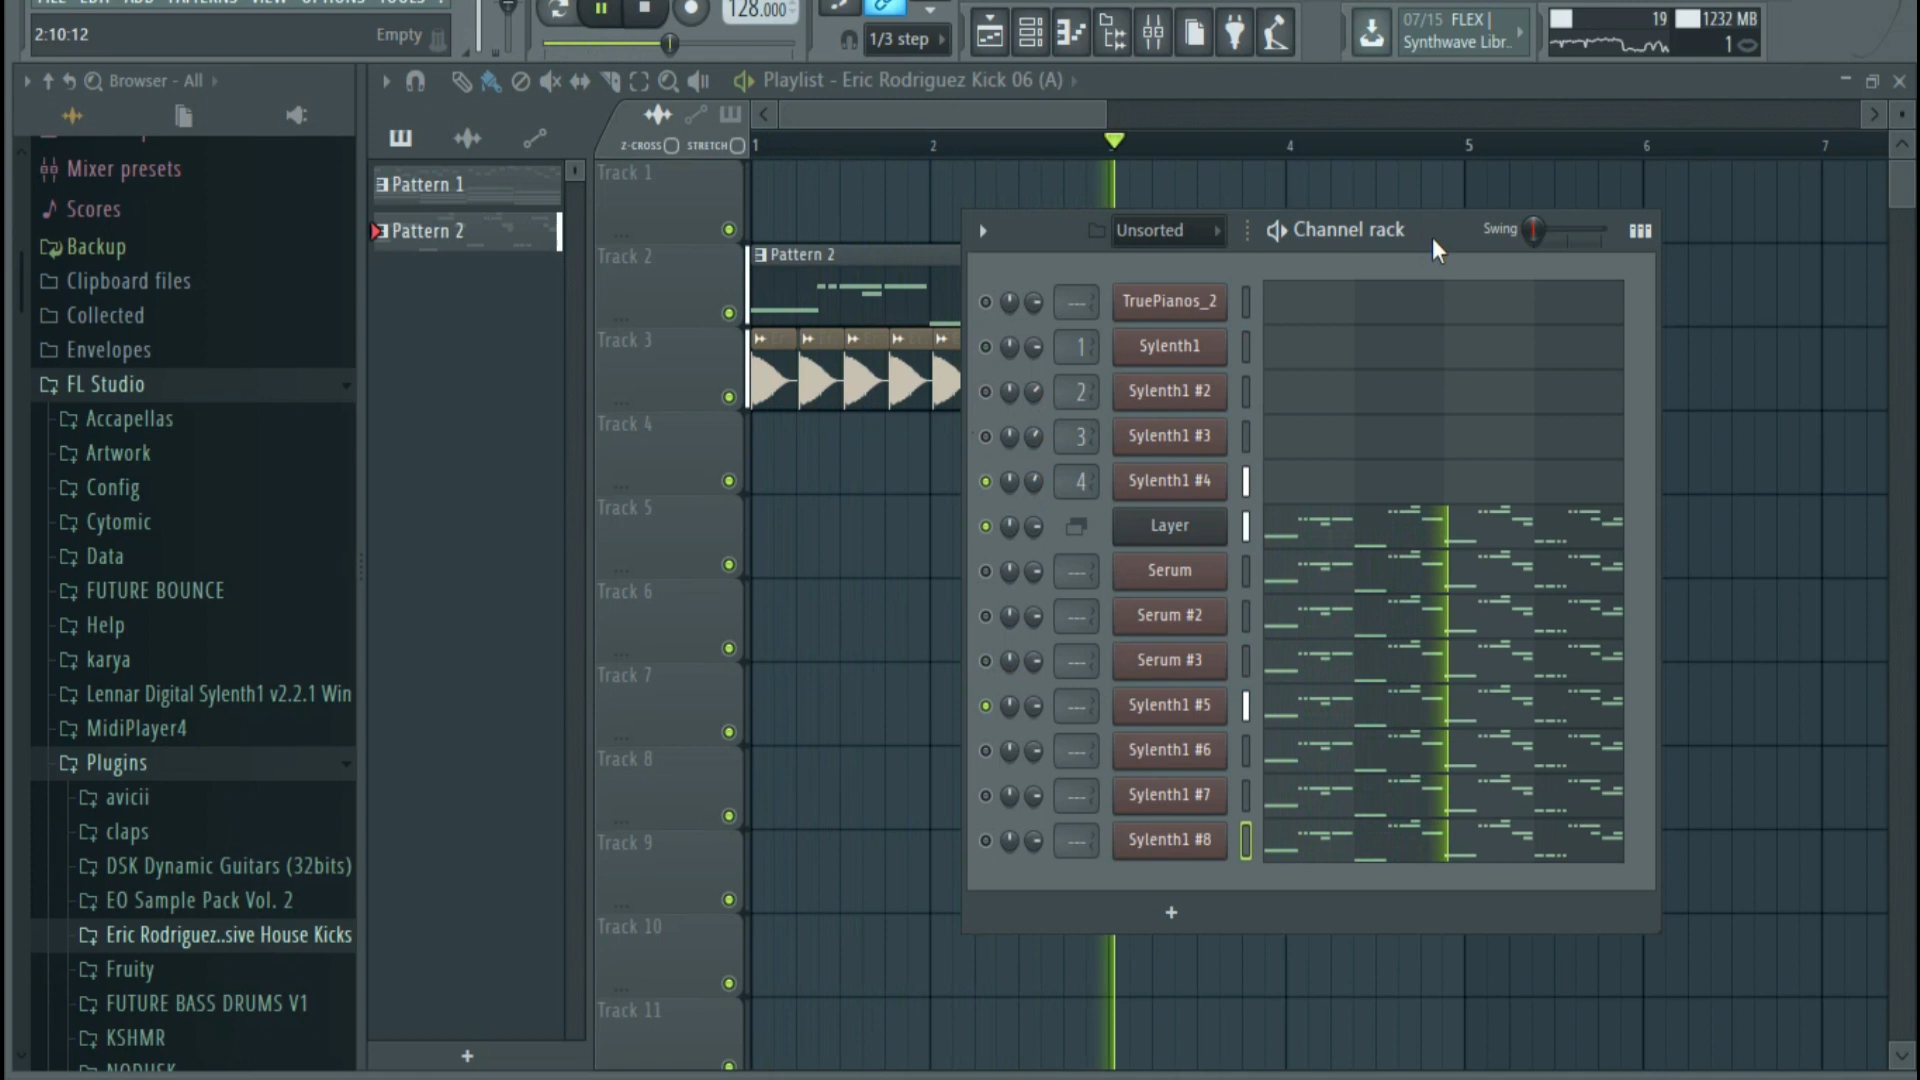 FILE EDIT ADD PATTERNS VIEW OPTIONS TOOLS ?
2:10:12
Empty
128.000
1/3 step
07/15 FLEX |
Synthwave Libr..
19
1232 MB
1
Browser - All
Playlist - Eric Rodriguez Kick 06 (A)
Z-CROSS
STRETCH
1
2
4
5
6
7
Mixer presets
Scores
Backup
Clipboard files
Collected
Envelopes
FL Studio
Accapellas
Artwork
Config
Cytomic
Data
FUTURE BOUNCE
Help
karya
Lennar Digital Sylenth1 v2.2.1 Win
MidiPlayer4
Plugins
avicii
claps
DSK Dynamic Guitars (32bits)
EO Sample Pack Vol. 2
Eric Rodriguez..sive House Kicks
Fruity
FUTURE BASS DRUMS V1
KSHMR
Pattern 1
Pattern 2
Track 1
Track 2
Track 3
Track 4
Track 5
Track 6
Track 7
Track 8
Track 9
Track 10
Track 11
Pattern 2
Unsorted
Channel rack
Swing
--- TruePianos_2
1 Sylenth1
2 Sylenth1 #2
3 Sylenth1 #3
4 Sylenth1 #4
Layer
--- Serum
--- Serum #2
--- Serum #3
--- Sylenth1 #5
--- Sylenth1 #6
--- Sylenth1 #7
--- Sylenth1 #8